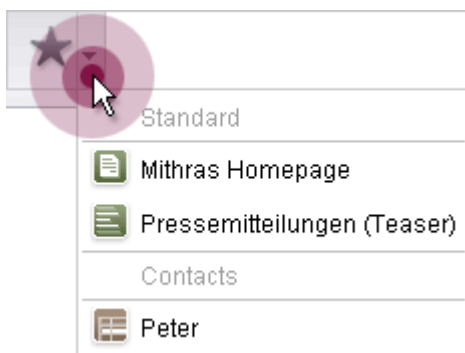 Standard
Mithras Homepage
Pressemitteilungen (Teaser)
Contacts
Peter